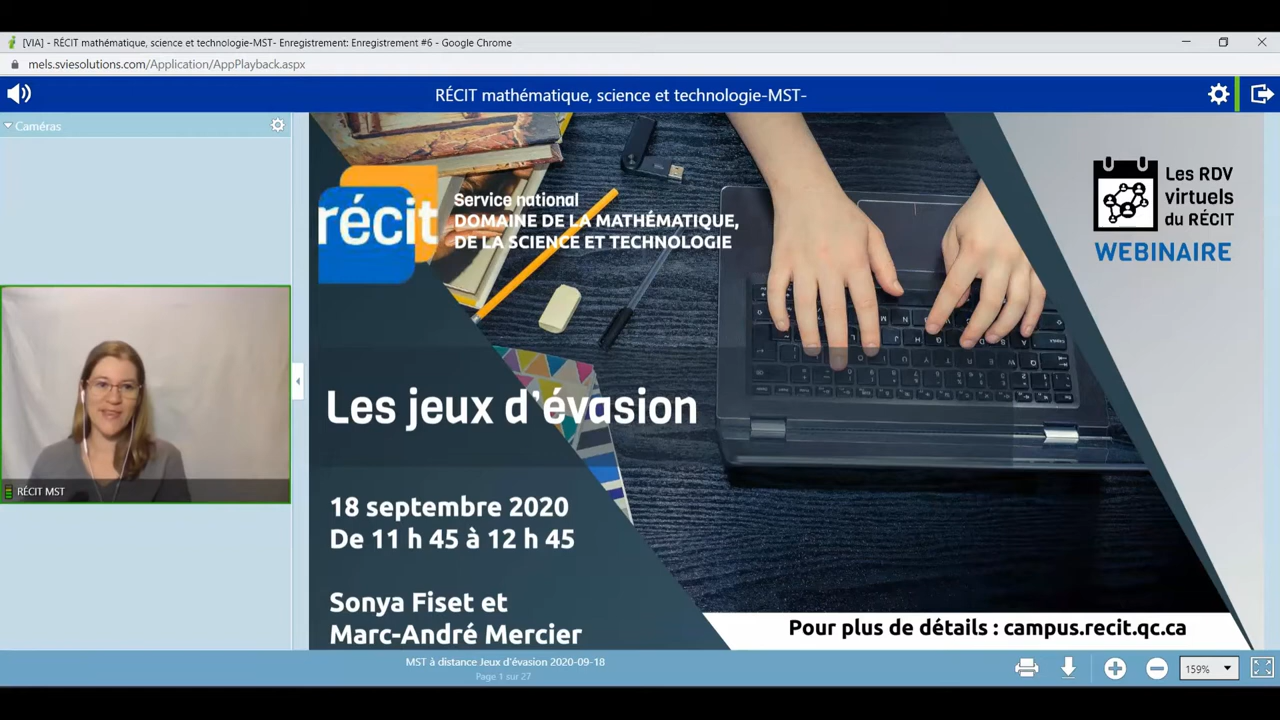 [VIA] - RÉCIT mathématique, science et technologie-MST- Enregistrement: Enregistrement #6 - Google Chrome
mels.sviesolutions.com/Application/AppPlayback.aspx
RÉCIT mathématique, science et technologie-MST-
Caméras
RÉCIT MST
récit
Service national
DOMAINE DE LA MATHÉMATIQUE,
DE LA SCIENCE ET TECHNOLOGIE
Les RDV
virtuels
du RÉCIT
WEBINAIRE
Les jeux d'évasion
18 septembre 2020
De 11 h 45 à 12 h 45
Sonya Fiset et
Marc-André Mercier
Pour plus de détails : campus.recit.qc.ca
MST à distance Jeux d'évasion 2020-09-18
Page 1 sur 27
159%